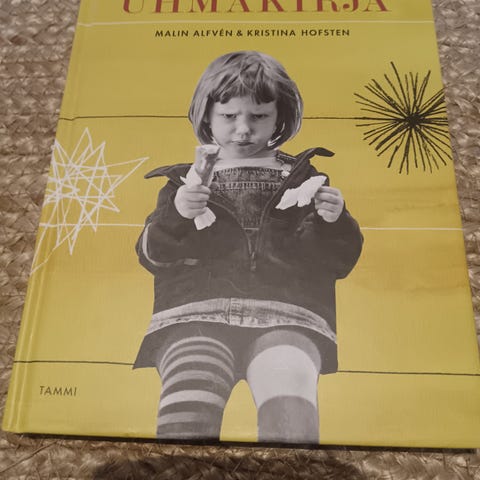 UHMAKIRJA
MALIN ALFVÉN & KRISTINA HOFSTEN
TAMMI